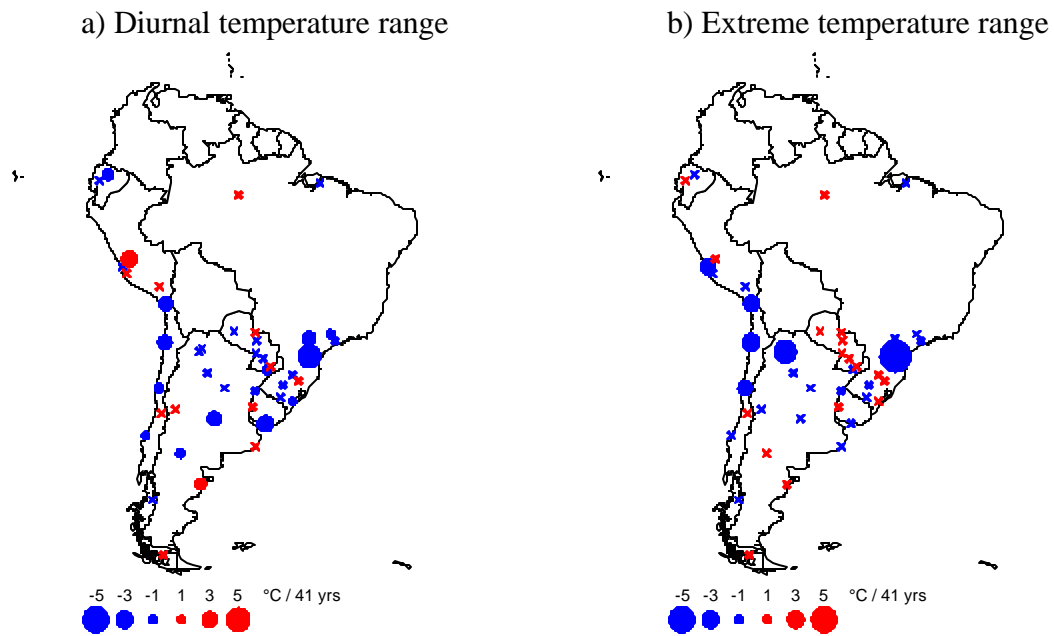 a) Diurnal temperature range
b) Extreme temperature range
-5 -3 -1 1 3 5 °C / 41 yrs
-5 -3 -1 1 3 5 °C / 41 yrs